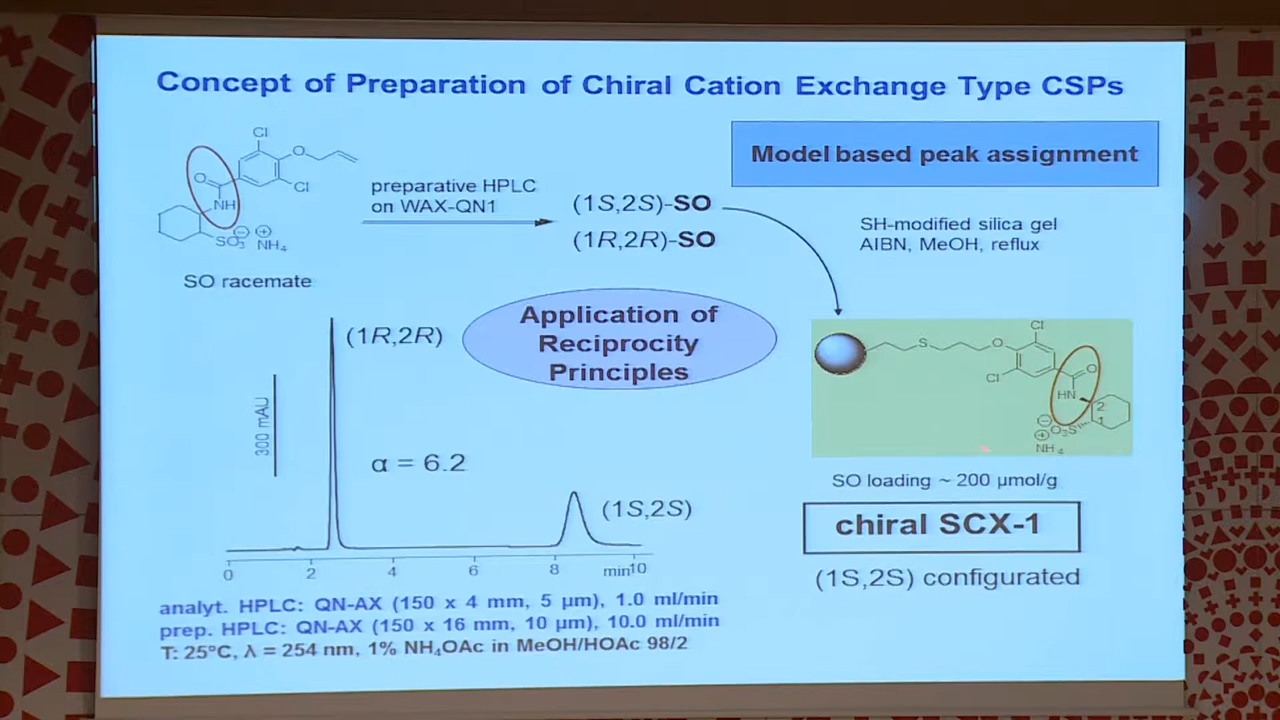 Concept of Preparation of Chiral Cation Exchange Type CSPs
Cl
O
Cl
O
NH
SO₃⊖ ⊕NH₄
SO racemate
preparative HPLC
on WAX-QN1
(1S,2S)-SO
(1R,2R)-SO
Model based peak assignment
SH-modified silica gel
AIBN, MeOH, reflux
Application of
Reciprocity
Principles
(1R,2R)
300 mAU
α = 6.2
(1S,2S)
0 2 4 6 8 min 10
S
O
Cl
Cl
O
HN
2
1
⊖O₃S
⊕
NH₄
SO loading ~ 200 µmol/g
chiral SCX-1
(1S,2S) configurated
analyt. HPLC: QN-AX (150 x 4 mm, 5 µm), 1.0 ml/min
prep. HPLC: QN-AX (150 x 16 mm, 10 µm), 10.0 ml/min
T: 25°C, λ = 254 nm, 1% NH₄OAc in MeOH/HOAc 98/2